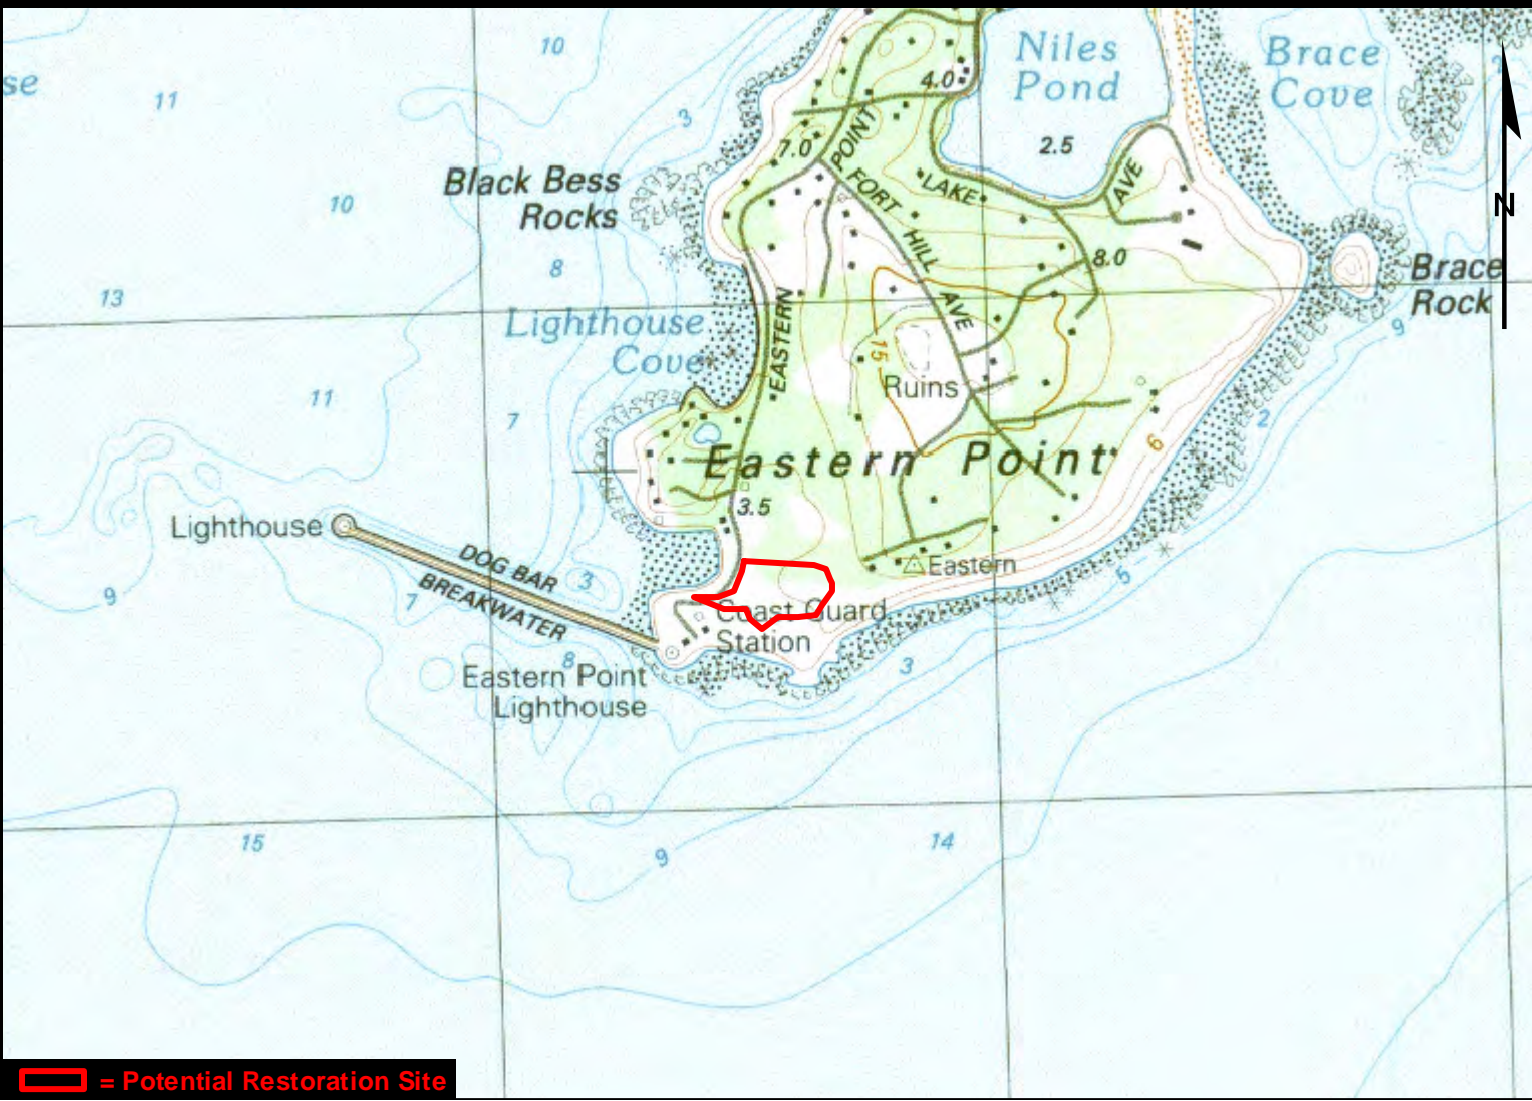 10
Niles
Pond
Brace
Cove
se
11
4.0
3
2.5
7.0
POINT
Black Bess
Rocks
FORT
LAKE
AVE
N
10
HILL
8.0
8
Brace
Rock
13
EASTERN
AVE
9
Lighthouse
Cove
15
11
Ruins
7
2
9
Eastern Point
3.5
Lighthouse
DOG BAR
BREAKWATER
3
Eastern
5
9
7
Coast Guard
Station
8
3
Eastern Point
Lighthouse
15
9
14
= Potential Restoration Site